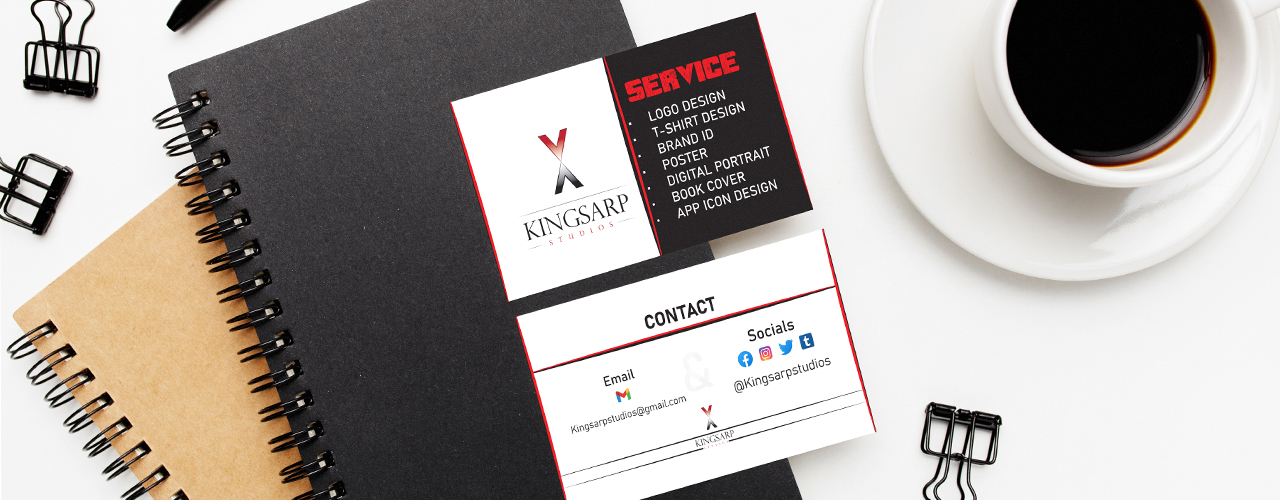 KINGSARP
STUDIOS
SERVICE
• LOGO DESIGN
• T-SHIRT DESIGN
• BRAND ID
• POSTER
• DIGITAL PORTRAIT
• BOOK COVER
• APP ICON DESIGN
CONTACT
Email
Kingsarpstudios@gmail.com
&
Socials
@Kingsarpstudios
KINGSARP